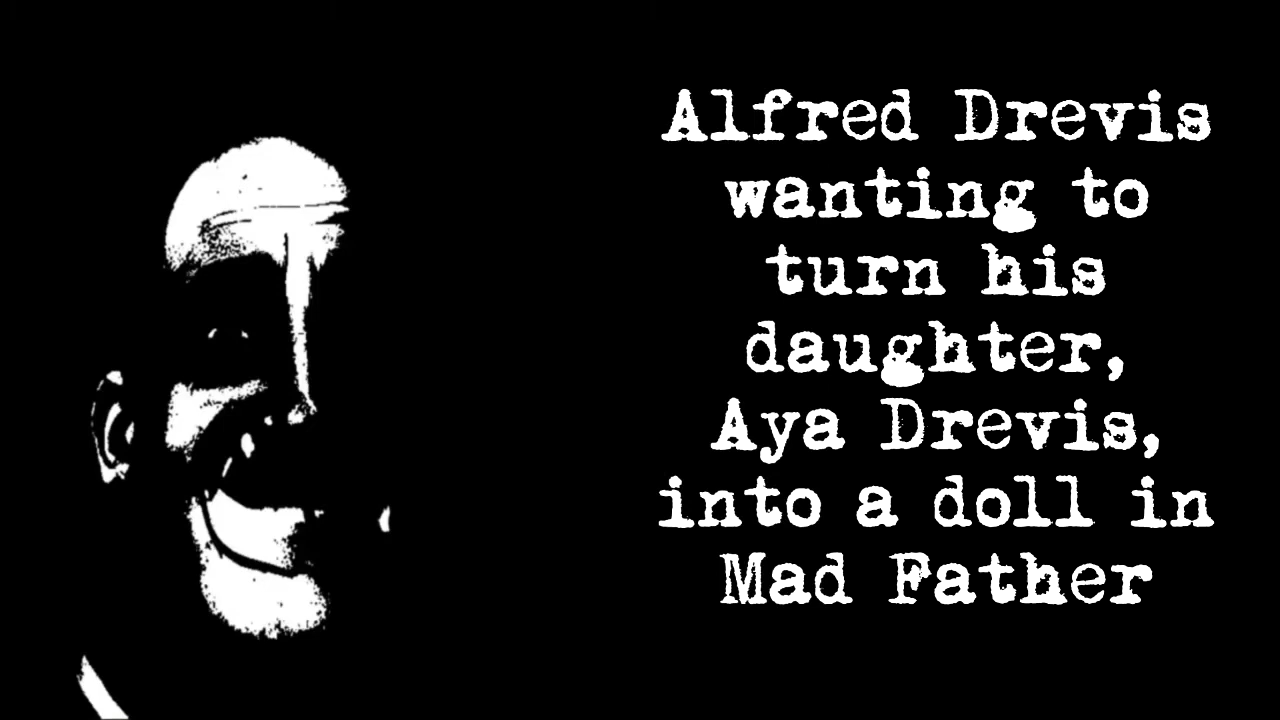 Alfred Drevis
wanting to
turn his
daughter,
Aya Drevis,
into a doll in
Mad Father